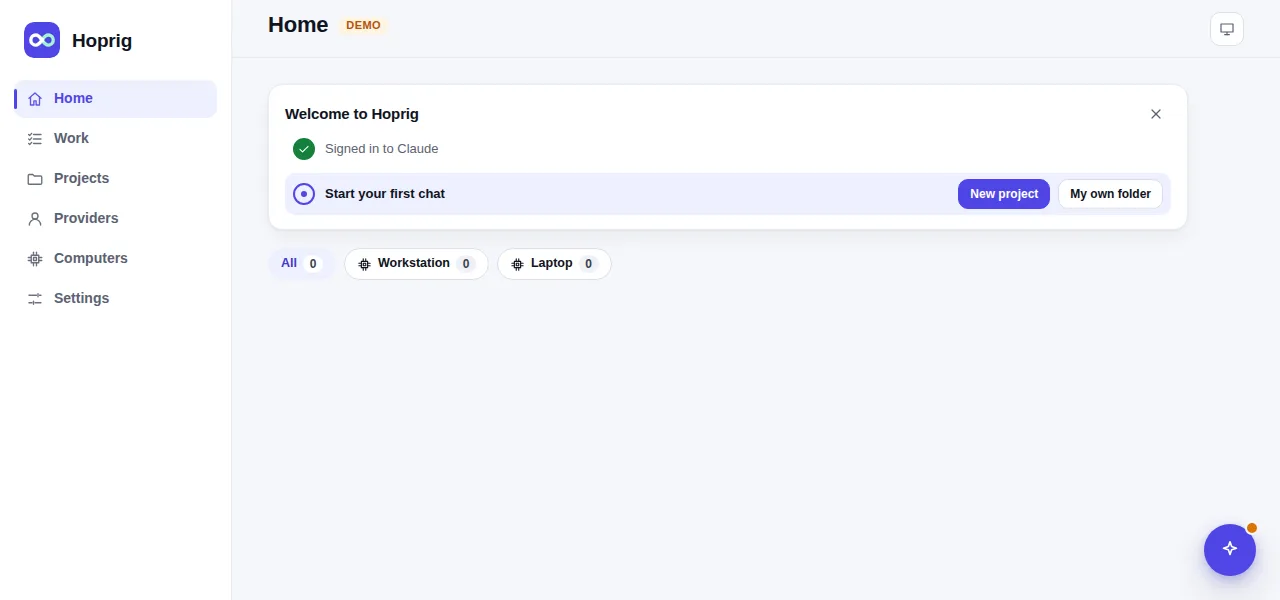 Hoprig
Home
Work
Projects
Providers
Computers
Settings
Home DEMO
Welcome to Hoprig
Signed in to Claude
Start your first chat New project My own folder
All 0 Workstation 0 Laptop 0